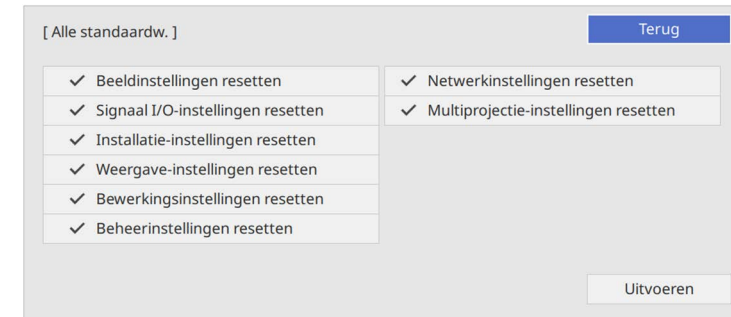 [ Alle standaardw. ]
Terug
Beeldinstellingen resetten
Signaal I/O-instellingen resetten
Installatie-instellingen resetten
Weergave-instellingen resetten
Bewerkingsinstellingen resetten
Beheerinstellingen resetten
Netwerkinstellingen resetten
Multiprojectie-instellingen resetten
Uitvoeren